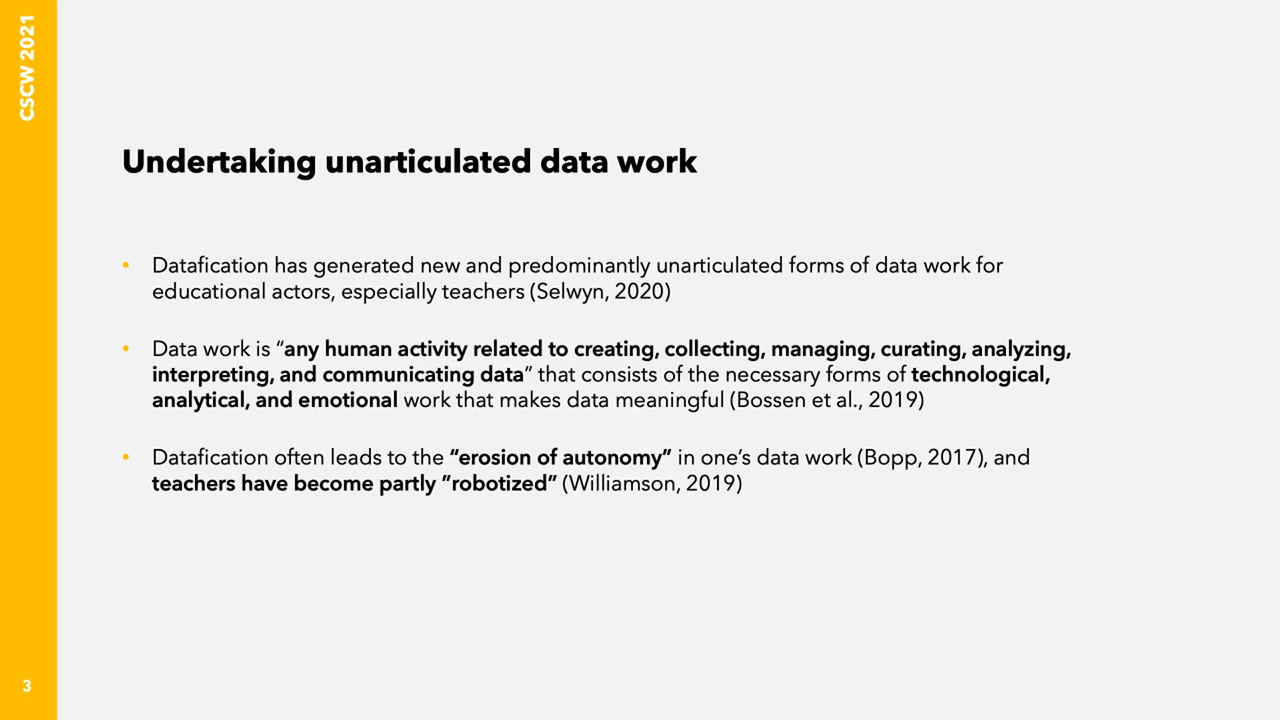 CSCW 2021
Undertaking unarticulated data work
• Datafication has generated new and predominantly unarticulated forms of data work for
educational actors, especially teachers (Selwyn, 2020)
• Data work is “any human activity related to creating, collecting, managing, curating, analyzing,
interpreting, and communicating data” that consists of the necessary forms of technological,
analytical, and emotional work that makes data meaningful (Bossen et al., 2019)
• Datafication often leads to the “erosion of autonomy” in one’s data work (Bopp, 2017), and
teachers have become partly ”robotized” (Williamson, 2019)
3